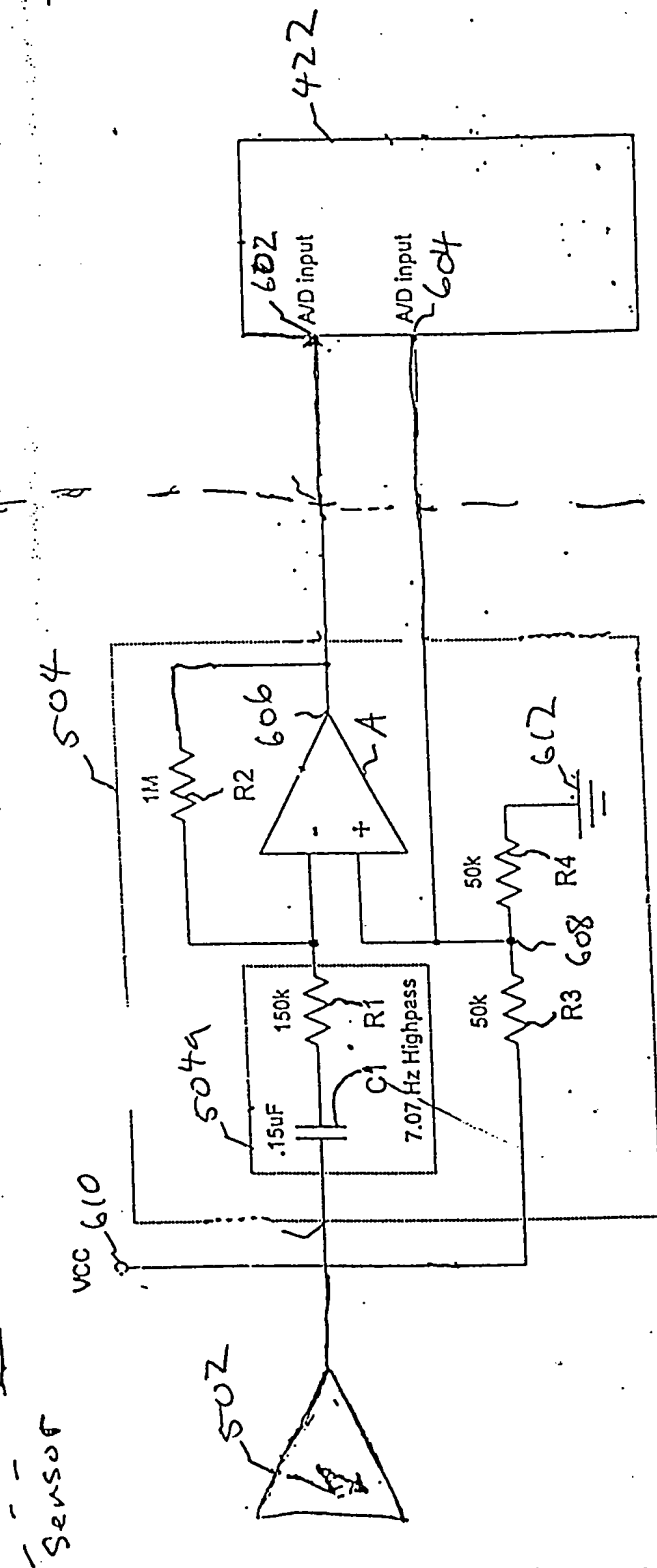 Sensor
502
VCC 610
504
504a
.15uF
C1
150k
R1
7.07 Hz Highpass
1M
R2
606
-
+
A
50k
R3
608
50k
R4
612
602
A/D input
A/D input
604
422